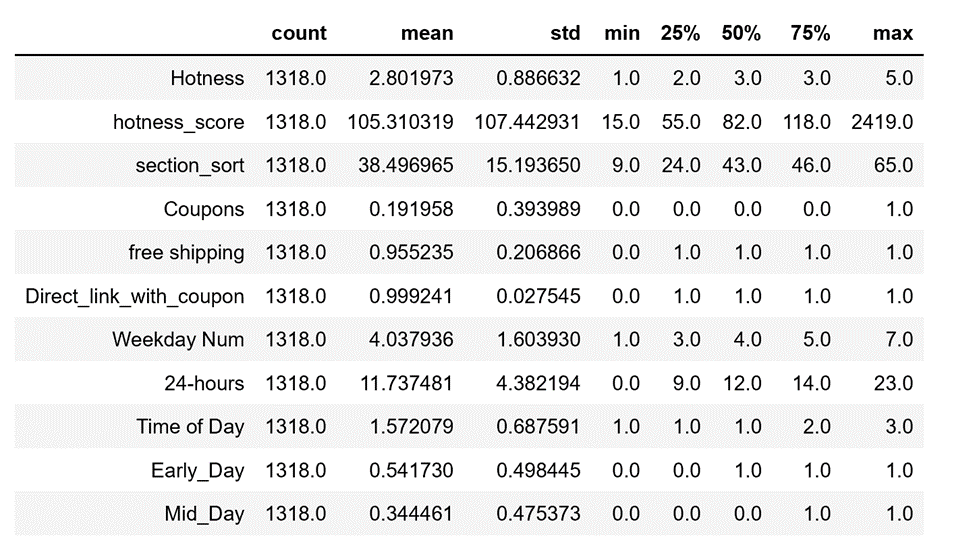 count mean std min 25% 50% 75% max
Hotness 1318.0 2.801973 0.886632 1.0 2.0 3.0 3.0 5.0
hotness_score 1318.0 105.310319 107.442931 15.0 55.0 82.0 118.0 2419.0
section_sort 1318.0 38.496965 15.193650 9.0 24.0 43.0 46.0 65.0
Coupons 1318.0 0.191958 0.393989 0.0 0.0 0.0 0.0 1.0
free shipping 1318.0 0.955235 0.206866 0.0 1.0 1.0 1.0 1.0
Direct_link_with_coupon 1318.0 0.999241 0.027545 0.0 1.0 1.0 1.0 1.0
Weekday Num 1318.0 4.037936 1.603930 1.0 3.0 4.0 5.0 7.0
24-hours 1318.0 11.737481 4.382194 0.0 9.0 12.0 14.0 23.0
Time of Day 1318.0 1.572079 0.687591 1.0 1.0 1.0 2.0 3.0
Early_Day 1318.0 0.541730 0.498445 0.0 0.0 1.0 1.0 1.0
Mid_Day 1318.0 0.344461 0.475373 0.0 0.0 0.0 1.0 1.0